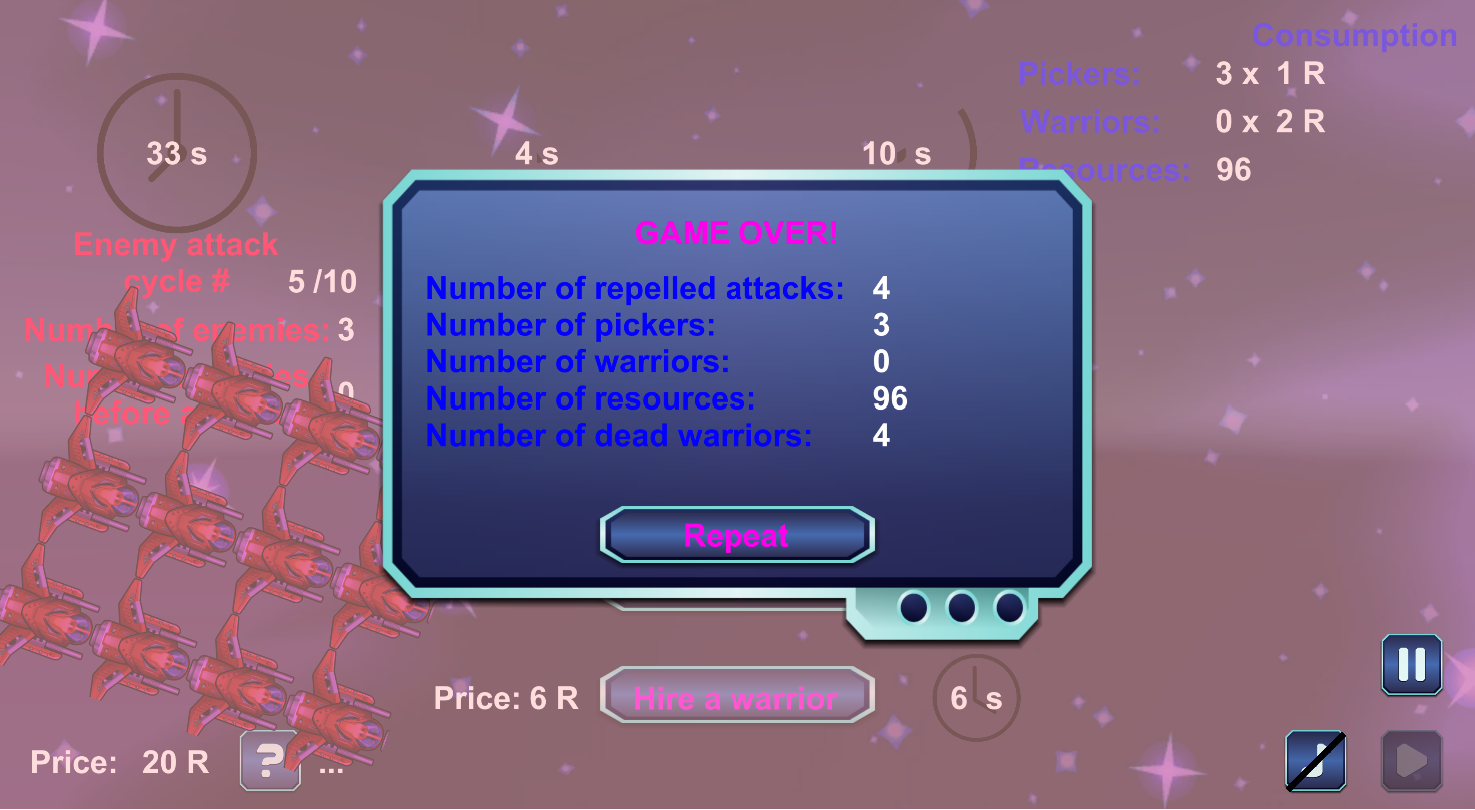 Consumption
Pickers: 3 x 1 R
Warriors: 0 x 2 R
Resources: 96
33 s
4 s
10 s
Enemy attack
cycle # 5 /10
Number of enemies: 3
0
before
GAME OVER!
Number of repelled attacks: 4
Number of pickers: 3
Number of warriors: 0
Number of resources: 96
Number of dead warriors: 4
Repeat
Price: 6 R Hire a warrior 6 s
Price: 20 R ? ...